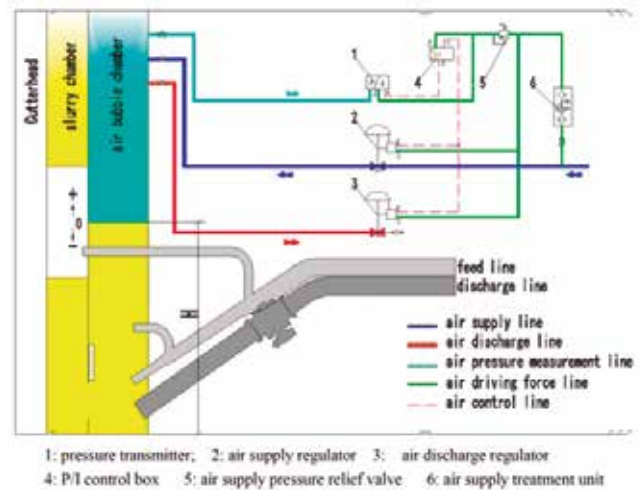 Cutterhead
slurry chamber
air bubble chamber
1
2
3
4
5
6
+
0
-
H
feed line
discharge line
air supply line
air discharge line
air pressure measurement line
air driving force line
air control line
1: pressure transmitter; 2: air supply regulator 3: air discharge regulator
4: P/I control box 5: air supply pressure relief valve 6: air supply treatment unit